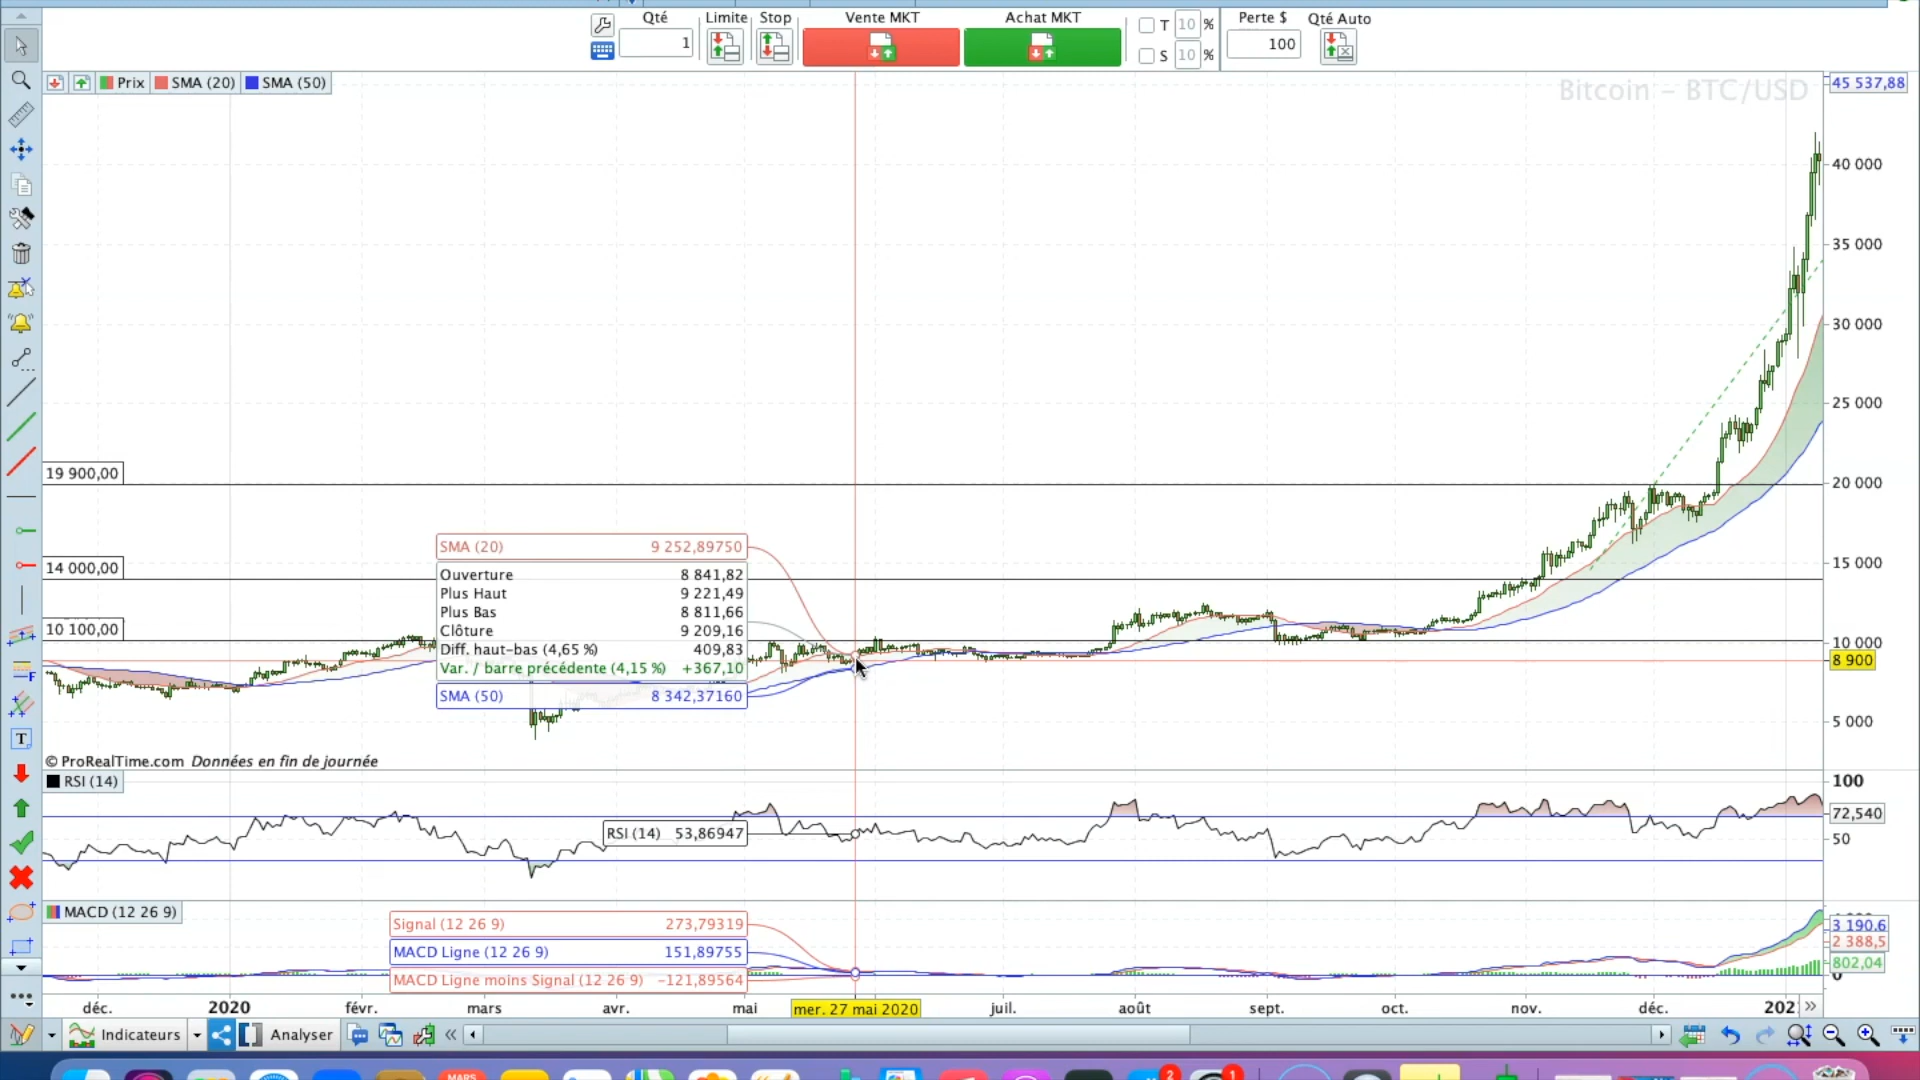 Qté
Limite
Stop
Vente MKT
Achat MKT
T
10
%
Perte $
Qté Auto
1
S
10
%
100
Prix
SMA (20)
SMA (50)
Bitcoin - BTC/USD
45 537,88
40 000
35 000
30 000
25 000
19 900,00
20 000
SMA (20) 9 252,89750
14 000,00
15 000
Ouverture 8 841,82
Plus Haut 9 221,49
Plus Bas 8 811,66
10 100,00
Clôture 9 209,16
10 000
Diff. haut-bas (4,65 %) 409,83
Var. / barre précédente (4,15 %) +367,10
8 900
SMA (50) 8 342,37160
5 000
F
T
© ProRealTime.com Données en fin de journée
RSI (14)
100
72,540
RSI (14) 53,86947
50
MACD (12 26 9)
Signal (12 26 9) 273,79319
3 190,6
2 388,5
MACD Ligne (12 26 9) 151,89755
802,04
MACD Ligne moins Signal (12 26 9) -121,89564
0
déc.
2020
févr.
mars
avr.
mai
mer. 27 mai 2020
juil.
août
sept.
oct.
nov.
déc.
202
»
Indicateurs
Analyser
«
MARS
2
1